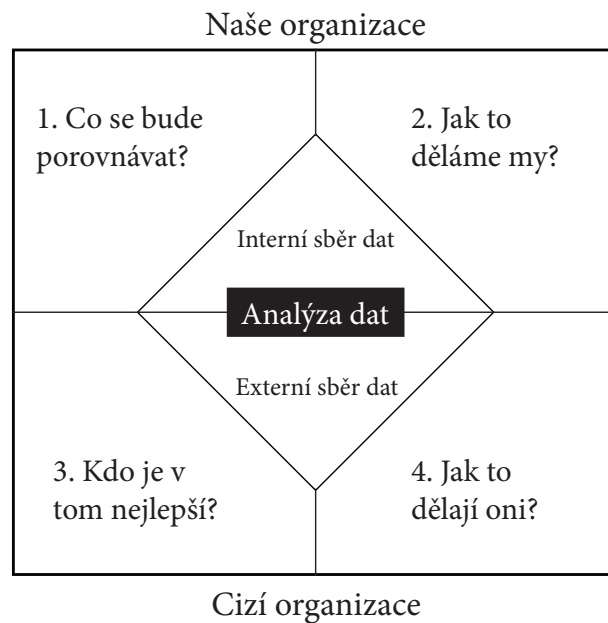 Naše organizace
1. Co se bude
porovnávat?
2. Jak to
děláme my?
Interní sběr dat
Analýza dat
Externí sběr dat
3. Kdo je v
tom nejlepší?
4. Jak to
dělají oni?
Cizí organizace